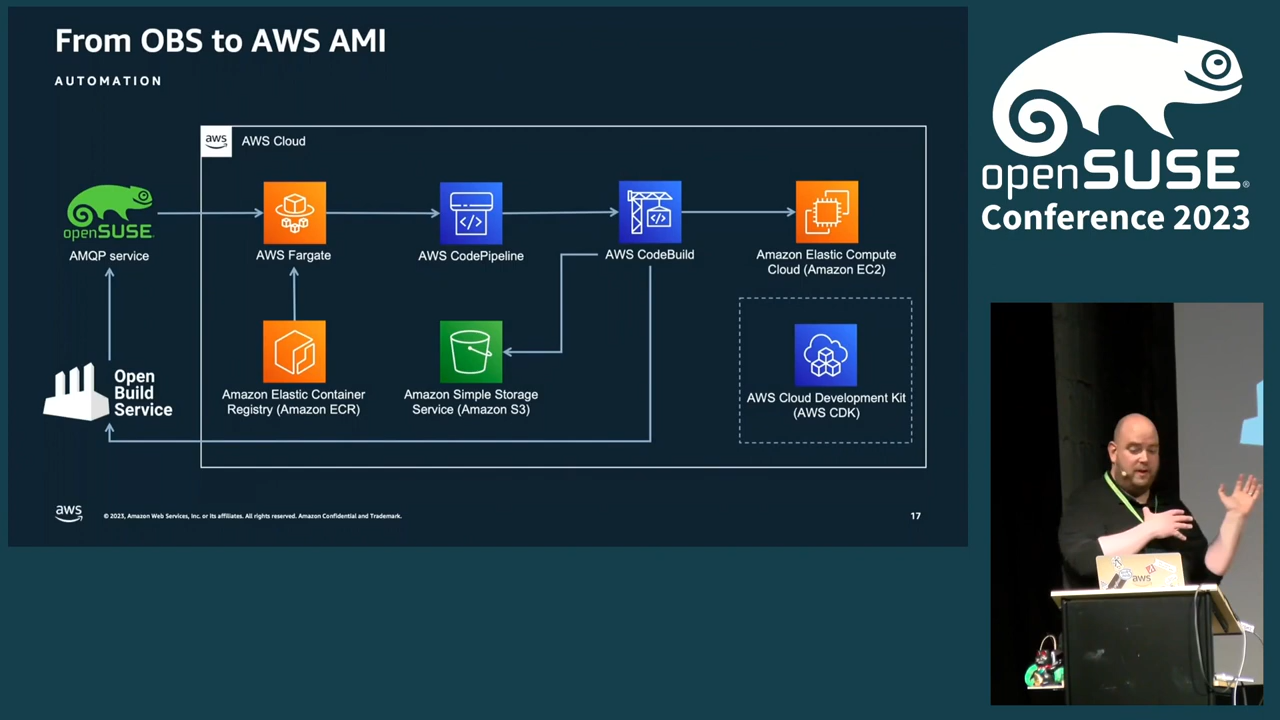 From OBS to AWS AMI
AUTOMATION
aws
AWS Cloud
openSUSE
AMQP service
AWS Fargate
AWS CodePipeline
AWS CodeBuild
Amazon Elastic Compute
Cloud (Amazon EC2)
Open
Build
Service
Amazon Elastic Container
Registry (Amazon ECR)
Amazon Simple Storage
Service (Amazon S3)
AWS Cloud Development Kit
(AWS CDK)
aws
© 2023, Amazon Web Services, Inc. or its affiliates. All rights reserved. Amazon Confidential and Trademark.
17
openSUSE®
Conference 2023
aws